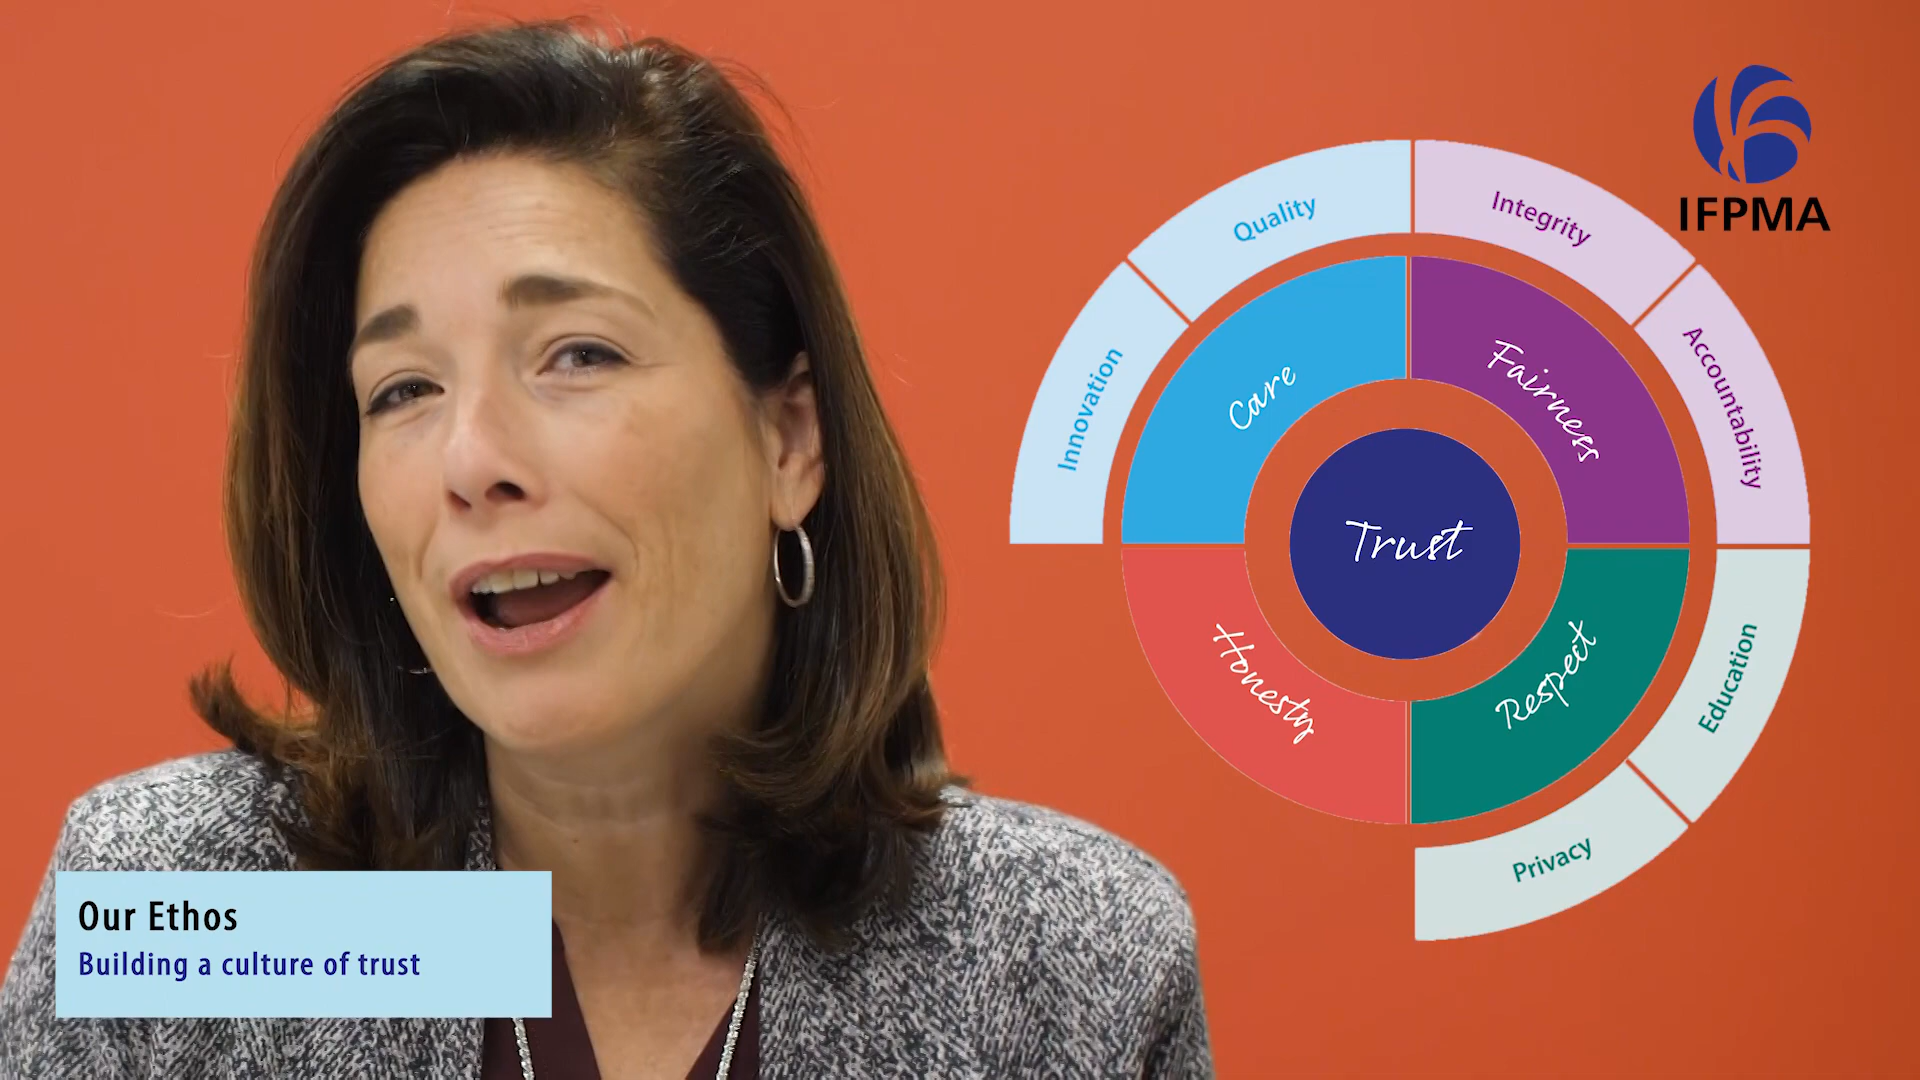 IFPMA
Quality
Integrity
Innovation
Accountability
Care
Fairness
Trust
Honesty
Respect
Education
Privacy
Our Ethos
Building a culture of trust